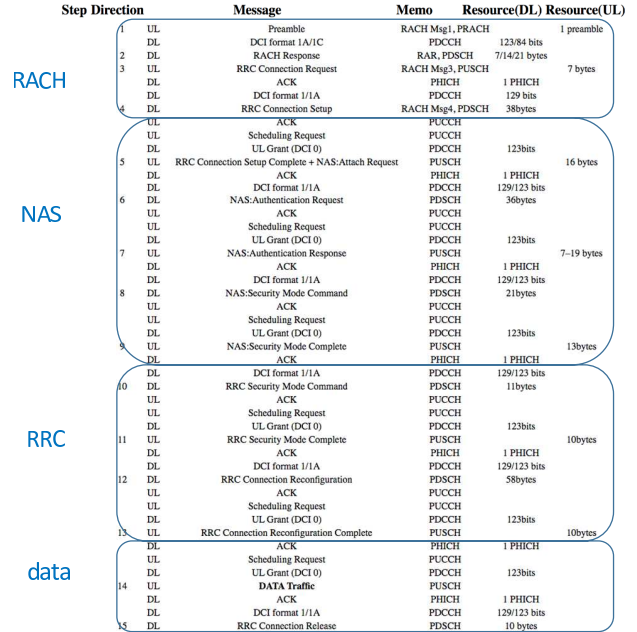 Step Direction Message Memo Resource(DL) Resource(UL)
1 UL Preamble RACH Msg1, PRACH 1 preamble
DL DCI format 1A/1C PDCCH 123/84 bits
2 DL RACH Response RAR, PDSCH 7/14/21 bytes
3 UL RRC Connection Request RACH Msg3, PUSCH 7 byte
RACH
DL ACK PHICH 1 PHICH
DL DCI format 1/1A PDCCH 129 bits
4 DL RRC Connection Setup RACH Msg4, PDSCH 38bytes
UL ACK PUCCH
UL Scheduling Request PUCCH
DL UL Grant (DCI 0) PDCCH 123bits
5 UL RRC Connection Setup Complete + NAS:Attach Request PUSCH 16 bytes
DL ACK PHICH 1 PHICH
DL DCI format 1/1A PDCCH 129/123 bits
6 DL NAS:Authentication Request PDSCH 36bytes
NAS
UL ACK PUCCH
UL Scheduling Request PUCCH
DL UL Grant (DCI 0) PDCCH 123bits
7 UL NAS:Authentication Response PUSCH 7–19 bytes
DL ACK PHICH 1 PHICH
DL DCI format 1/1A PDCCH 129/123 bits
8 DL NAS:Security Mode Command PDSCH 21bytes
UL ACK PUCCH
UL Scheduling Request PUCCH
DL UL Grant (DCI 0) PDCCH 123bits
9 UL NAS:Security Mode Complete PUSCH 13bytes
DL ACK PHICH 1 PHICH
DL DCI format 1/1A PDCCH 129/123 bits
10 DL RRC Security Mode Command PDSCH 11bytes
UL ACK PUCCH
UL Scheduling Request PUCCH
DL UL Grant (DCI 0) PDCCH 123bits
RRC
11 UL RRC Security Mode Complete PUSCH 10bytes
DL ACK PHICH 1 PHICH
DL DCI format 1/1A PDCCH 129/123 bits
12 DL RRC Connection Reconfiguration PDSCH 58bytes
UL ACK PUCCH
UL Scheduling Request PUCCH
DL UL Grant (DCI 0) PDCCH 123bits
13 UL RRC Connection Reconfiguration Complete PUSCH 10bytes
DL ACK PHICH 1 PHICH
UL Scheduling Request PUCCH
DL UL Grant (DCI 0) PDCCH 123bits
data
14 UL DATA Traffic PUSCH
DL ACK PHICH 1 PHICH
DL DCI format 1/1A PDCCH 129/123 bits
15 DL RRC Connection Release PDSCH 10 bytes